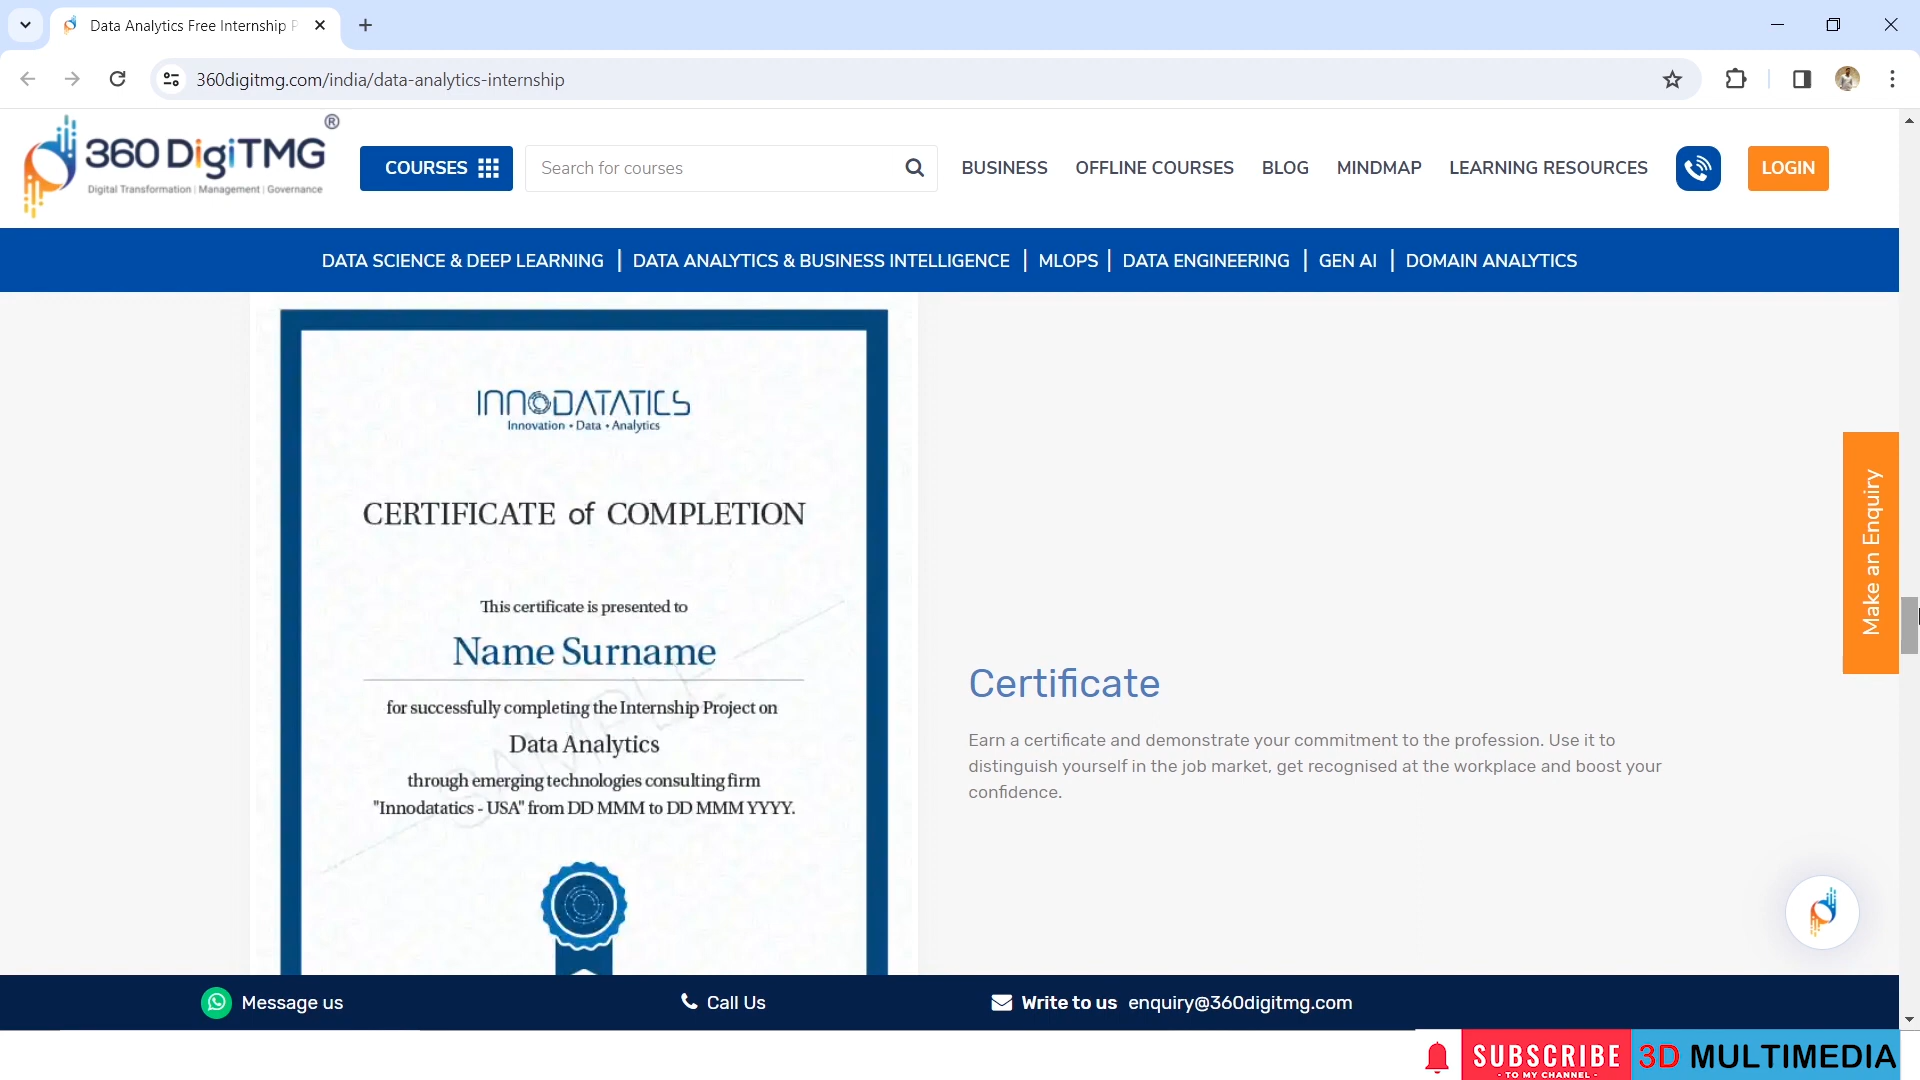 Data Analytics Free Internship P
360digitmg.com/india/data-analytics-internship
360 DigiTMG ®
Digital Transformation | Management | Governance
COURSES
Search for courses
BUSINESS
OFFLINE COURSES
BLOG
MINDMAP
LEARNING RESOURCES
LOGIN
DATA SCIENCE & DEEP LEARNING | DATA ANALYTICS & BUSINESS INTELLIGENCE | MLOPS | DATA ENGINEERING | GEN AI | DOMAIN ANALYTICS
INNODATATICS
Innovation • Data • Analytics
CERTIFICATE of COMPLETION
This certificate is presented to
Name Surname
for successfully completing the Internship Project on
Data Analytics
through emerging technologies consulting firm
"Innodatatics - USA" from DD MMM to DD MMM YYYY.
SAMPLE
Certificate
Earn a certificate and demonstrate your commitment to the profession. Use it to
distinguish yourself in the job market, get recognised at the workplace and boost your
confidence.
Make an Enquiry
Message us
Call Us
Write to us enquiry@360digitmg.com
SUBSCRIBE
- TO MY CHANNEL -
3D MULTIMEDIA